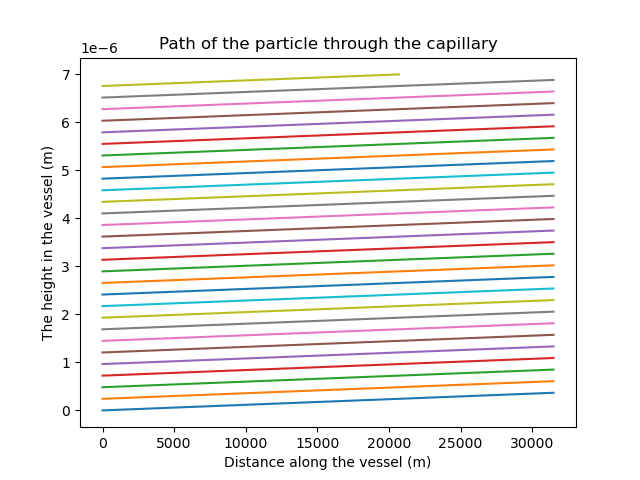 Path of the particle through the capillary
1e−6
7
6
5
4
3
2
1
0
The height in the vessel (m)
0 5000 10000 15000 20000 25000 30000
Distance along the vessel (m)